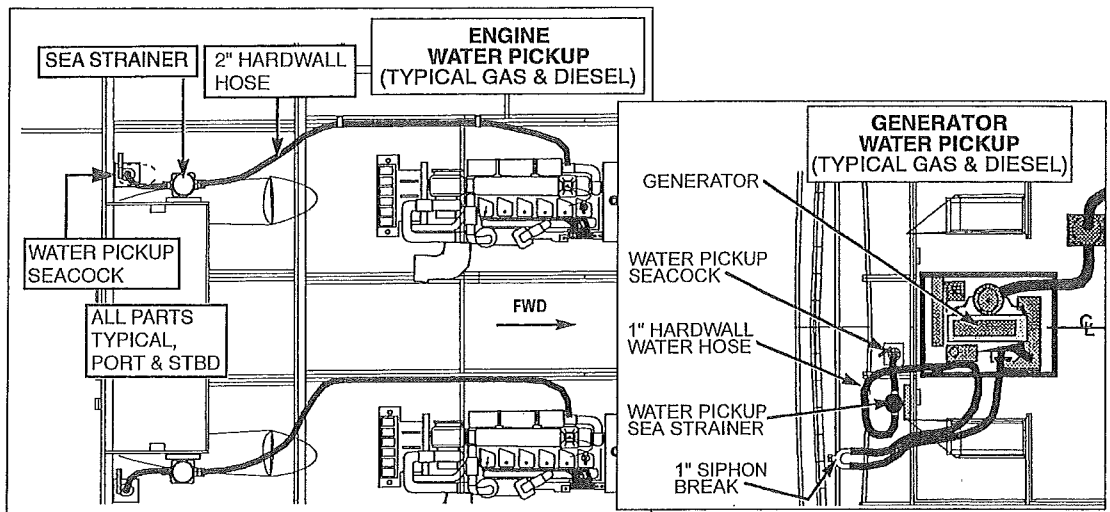 SEA STRAINER
2" HARDWALL
HOSE
ENGINE
WATER PICKUP
(TYPICAL GAS & DIESEL)
WATER PICKUP
SEACOCK
ALL PARTS
TYPICAL,
PORT & STBD
FWD
GENERATOR
WATER PICKUP
(TYPICAL GAS & DIESEL)
GENERATOR
WATER PICKUP
SEACOCK
1" HARDWALL
WATER HOSE
WATER PICKUP
SEA STRAINER
1" SIPHON
BREAK
℄